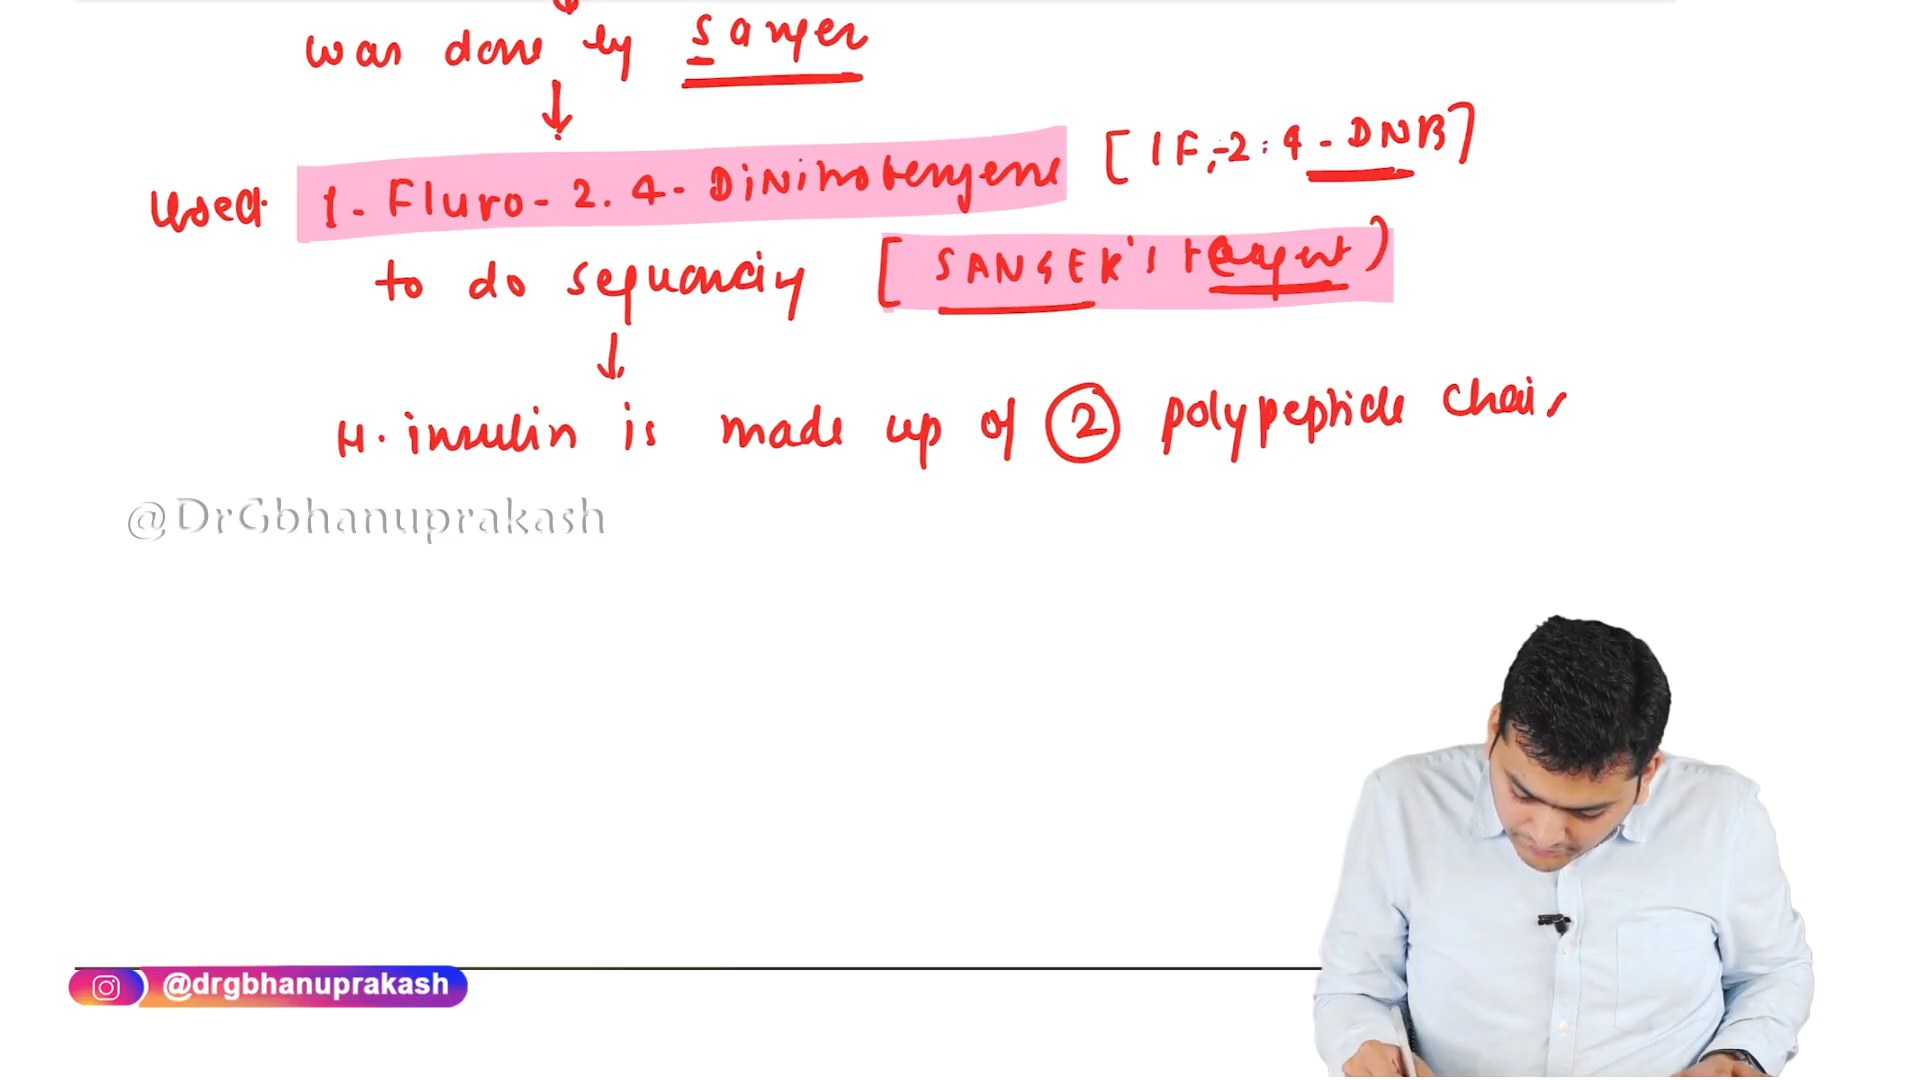 was done by Sanger
↓
used 1-Fluro-2.4-DiNitrobenzene [1F,-2:4-DNB]
to do sequencing [SANGER's reagent)
↓
H. insulin is made up of 2 polypeptide chains
@DrGbhanuprakash
@drgbhanuprakash